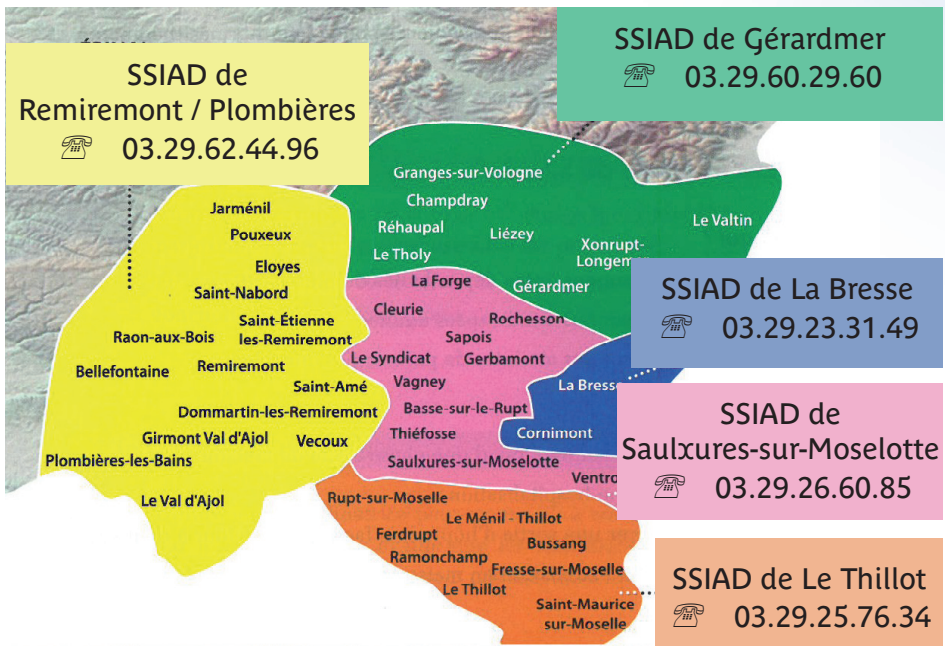 SSIAD de
Remiremont / Plombières
☏ 03.29.62.44.96
SSIAD de Gérardmer
☏ 03.29.60.29.60
Granges-sur-Vologne
Champdray
Réhaupal
Liézey
Le Valtin
Le Tholy
Xonrupt-
Gérardmer
Jarménil
Pouxeux
Eloyes
Saint-Nabord
Saint-Étienne
les-Remiremont
Raon-aux-Bois
Bellefontaine
Remiremont
Saint-Amé
Dommartin-les-Remiremont
Girmont Val d'Ajol
Vecoux
Plombières-les-Bains
Le Val d'Ajol
La Forge
Cleurie
Rochesson
Sapois
Le Syndicat
Gerbamont
Vagney
Basse-sur-le-Rupt
Thiéfosse
Saulxures-sur-Moselotte
SSIAD de La Bresse
☏ 03.29.23.31.49
La Bresse
Cornimont
SSIAD de
Saulxures-sur-Moselotte
☏ 03.29.26.60.85
Rupt-sur-Moselle
Le Ménil - Thillot
Ferdrupt
Bussang
Ramonchamp
Fresse-sur-Moselle
Le Thillot
Saint-Maurice
sur-Moselle
SSIAD de Le Thillot
☏ 03.29.25.76.34